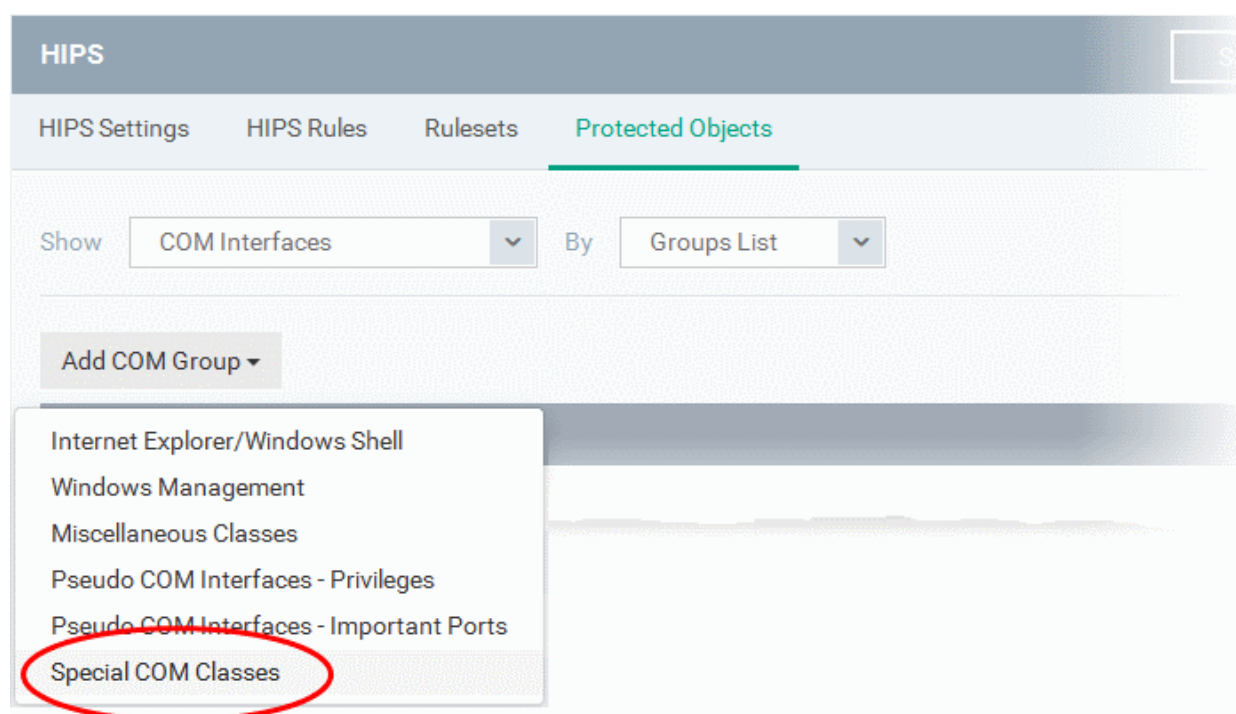 HIPS
HIPS Settings HIPS Rules Rulesets Protected Objects
Show COM Interfaces By Groups List
Add COM Group
Internet Explorer/Windows Shell
Windows Management
Miscellaneous Classes
Pseudo COM Interfaces - Privileges
Pseudo COM Interfaces - Important Ports
Special COM Classes